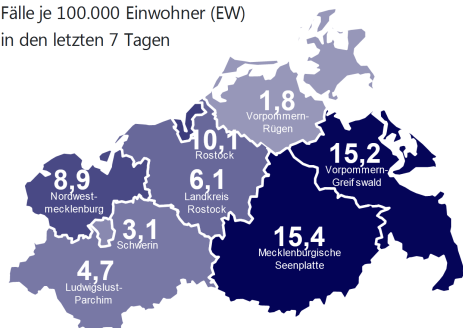 Fälle je 100.000 Einwohner (EW)
in den letzten 7 Tagen
1,8
Vorpommern-
Rügen
10,1
Rostock
15,2
Vorpommern-
Greifswald
8,9
Nordwest-
mecklenburg
6,1
Landkreis
Rostock
3,1
Schwerin
15,4
Mecklenburgische
Seenplatte
4,7
Ludwigslust-
Parchim